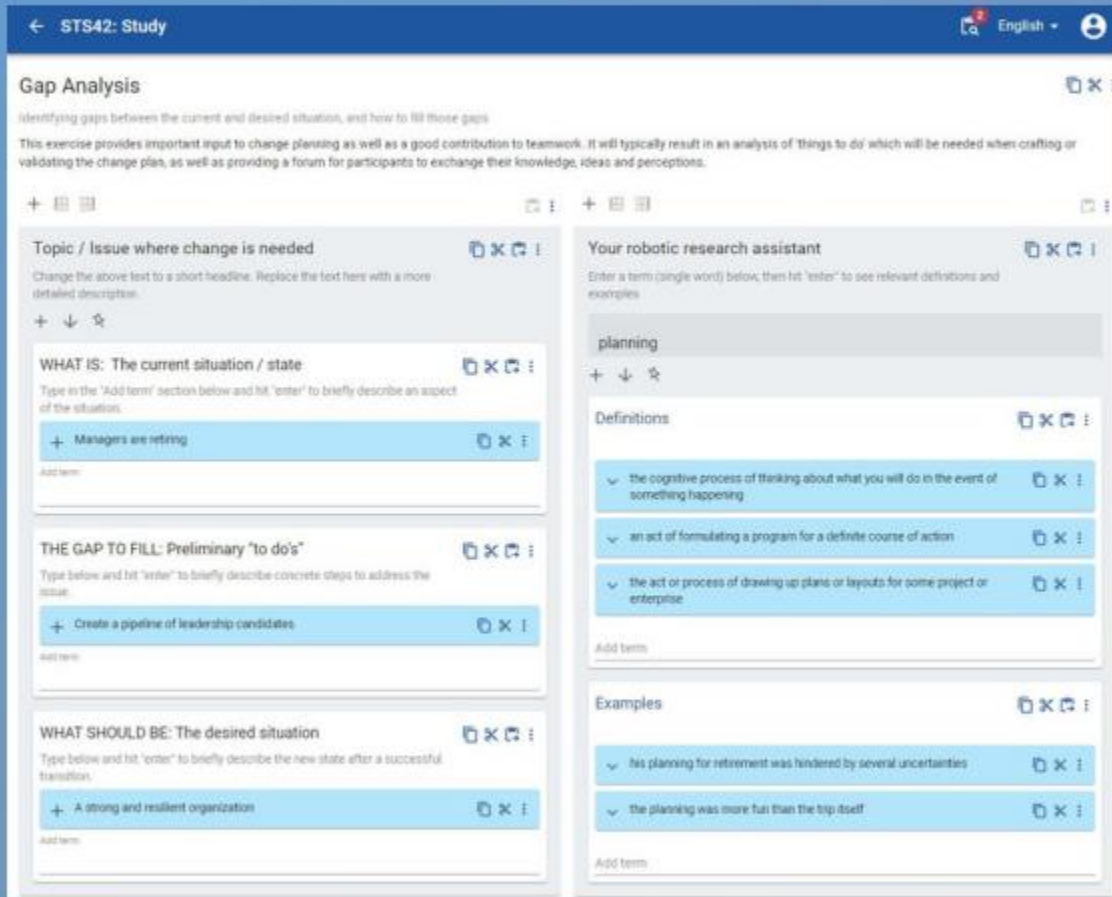 STS42: Study
2
English
Gap Analysis
Identifying gaps between the current and desired situation, and how to fill those gaps
This exercise provides important input to change planning as well as a good contribution to teamwork. It will typically result in an analysis of 'things to do' which will be needed when crafting or
validating the change plan, as well as providing a forum for participants to exchange their knowledge, ideas and perceptions.
Topic / Issue where change is needed
Change the above text to a short headline. Replace the text here with a more
detailed description.
WHAT IS: The current situation / state
Type in the "Add term" section below and hit "enter" to briefly describe an aspect
of the situation.
Managers are retiring
Add term
THE GAP TO FILL: Preliminary "to do's"
Type below and hit "enter" to briefly describe concrete steps to address the
issue.
Create a pipeline of leadership candidates
Add term
WHAT SHOULD BE: The desired situation
Type below and hit "enter" to briefly describe the new state after a successful
transition.
A strong and resilient organization
Add term
Your robotic research assistant
Enter a term (single word) below, then hit "enter" to see relevant definitions and
examples
planning
Definitions
the cognitive process of thinking about what you will do in the event of
something happening
an act of formulating a program for a definite course of action
the act or process of drawing up plans or layouts for some project or
enterprise
Add term
Examples
his planning for retirement was hindered by several uncertainties
the planning was more fun than the trip itself
Add term